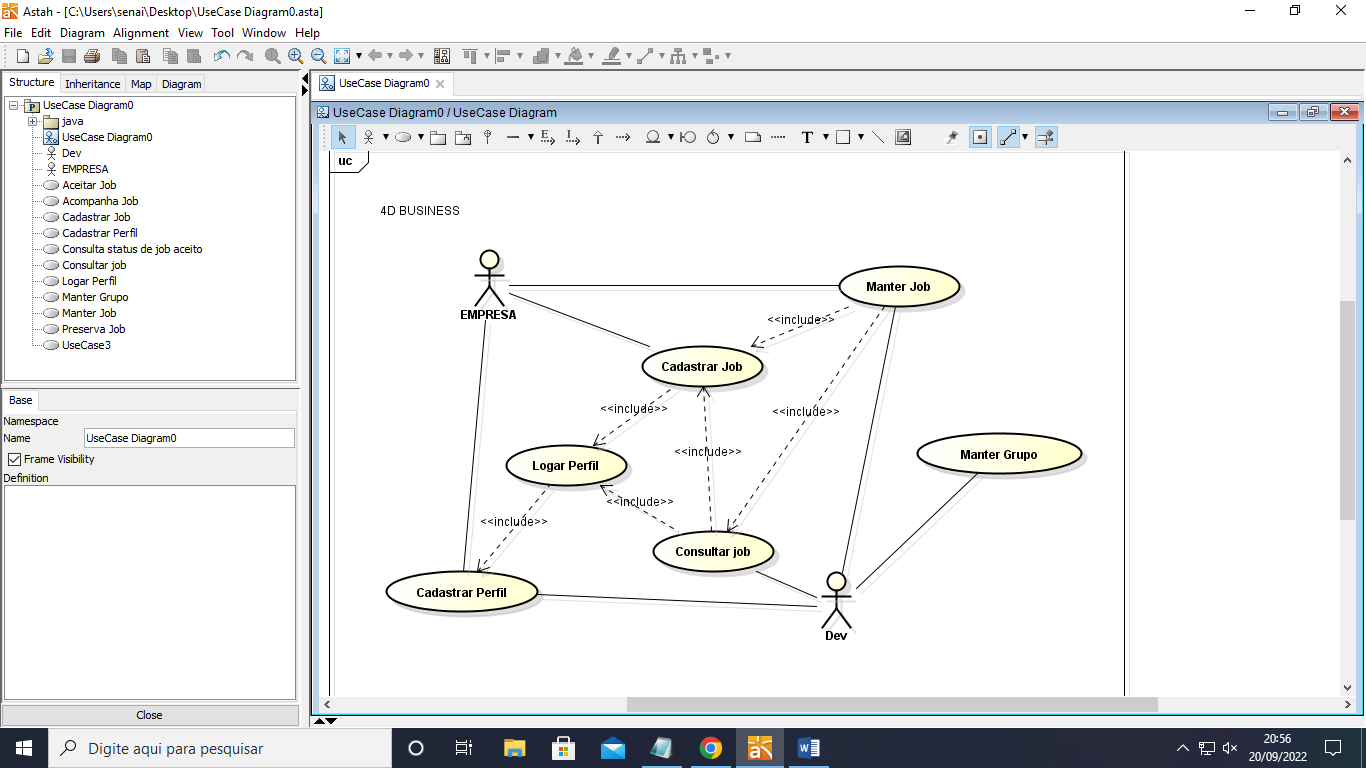 Astah - [C:\Users\senai\Desktop\UseCase Diagram0.asta]
File Edit Diagram Alignment View Tool Window Help
Structure Inheritance Map Diagram
UseCase Diagram0
java
UseCase Diagram0
Dev
EMPRESA
Aceitar Job
Acompanha Job
Cadastrar Job
Cadastrar Perfil
Consulta status de job aceito
Consultar job
Logar Perfil
Manter Grupo
Manter Job
Preserva Job
UseCase3
Base
Namespace
Name UseCase Diagram0
Frame Visibility
Definition
Close
UseCase Diagram0
UseCase Diagram0 / UseCase Diagram
E
I
T
uc
4D BUSINESS
EMPRESA
Manter Job
<<include>>
Cadastrar Job
<<include>>
<<include>>
<<include>>
Manter Grupo
Logar Perfil
<<include>>
<<include>>
Consultar job
Cadastrar Perfil
Dev
Digite aqui para pesquisar
20:56
20/09/2022